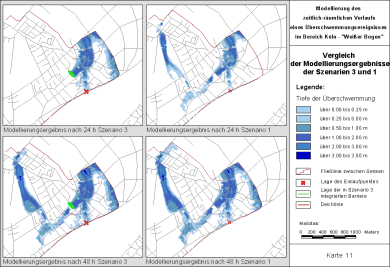 Modellierung des
zeitlich-räumlichen Verlaufs
eines Überschwemmungsereignisses
im Bereich Köln - "Weißer Bogen"
Vergleich
der Modellierungsergebnisse
der Szenarien 3 und 1
Legende:
Tiefe der Überschwemmung
über 0.00 bis 0.25 m
über 0.25 bis 0.50 m
über 0.50 bis 1.00 m
über 1.00 bis 2.00 m
über 2.00 bis 3.00 m
über 3.00 bis 3.50 m
Fließlinie zwischen Senken
Lage des Einlaufpunktes
Lage der in Szenario 3
integrierten Barriere
Deichlinie
Maßstab:
Meters
Karte 11
Modellierungsergebnis nach 24 h Szenario 3
Modellierungsergebnis nach 24 h Szenario 1
Modellierungsergebnis nach 48 h Szenario 3
Modellierungsergebnis nach 48 h Szenario 1